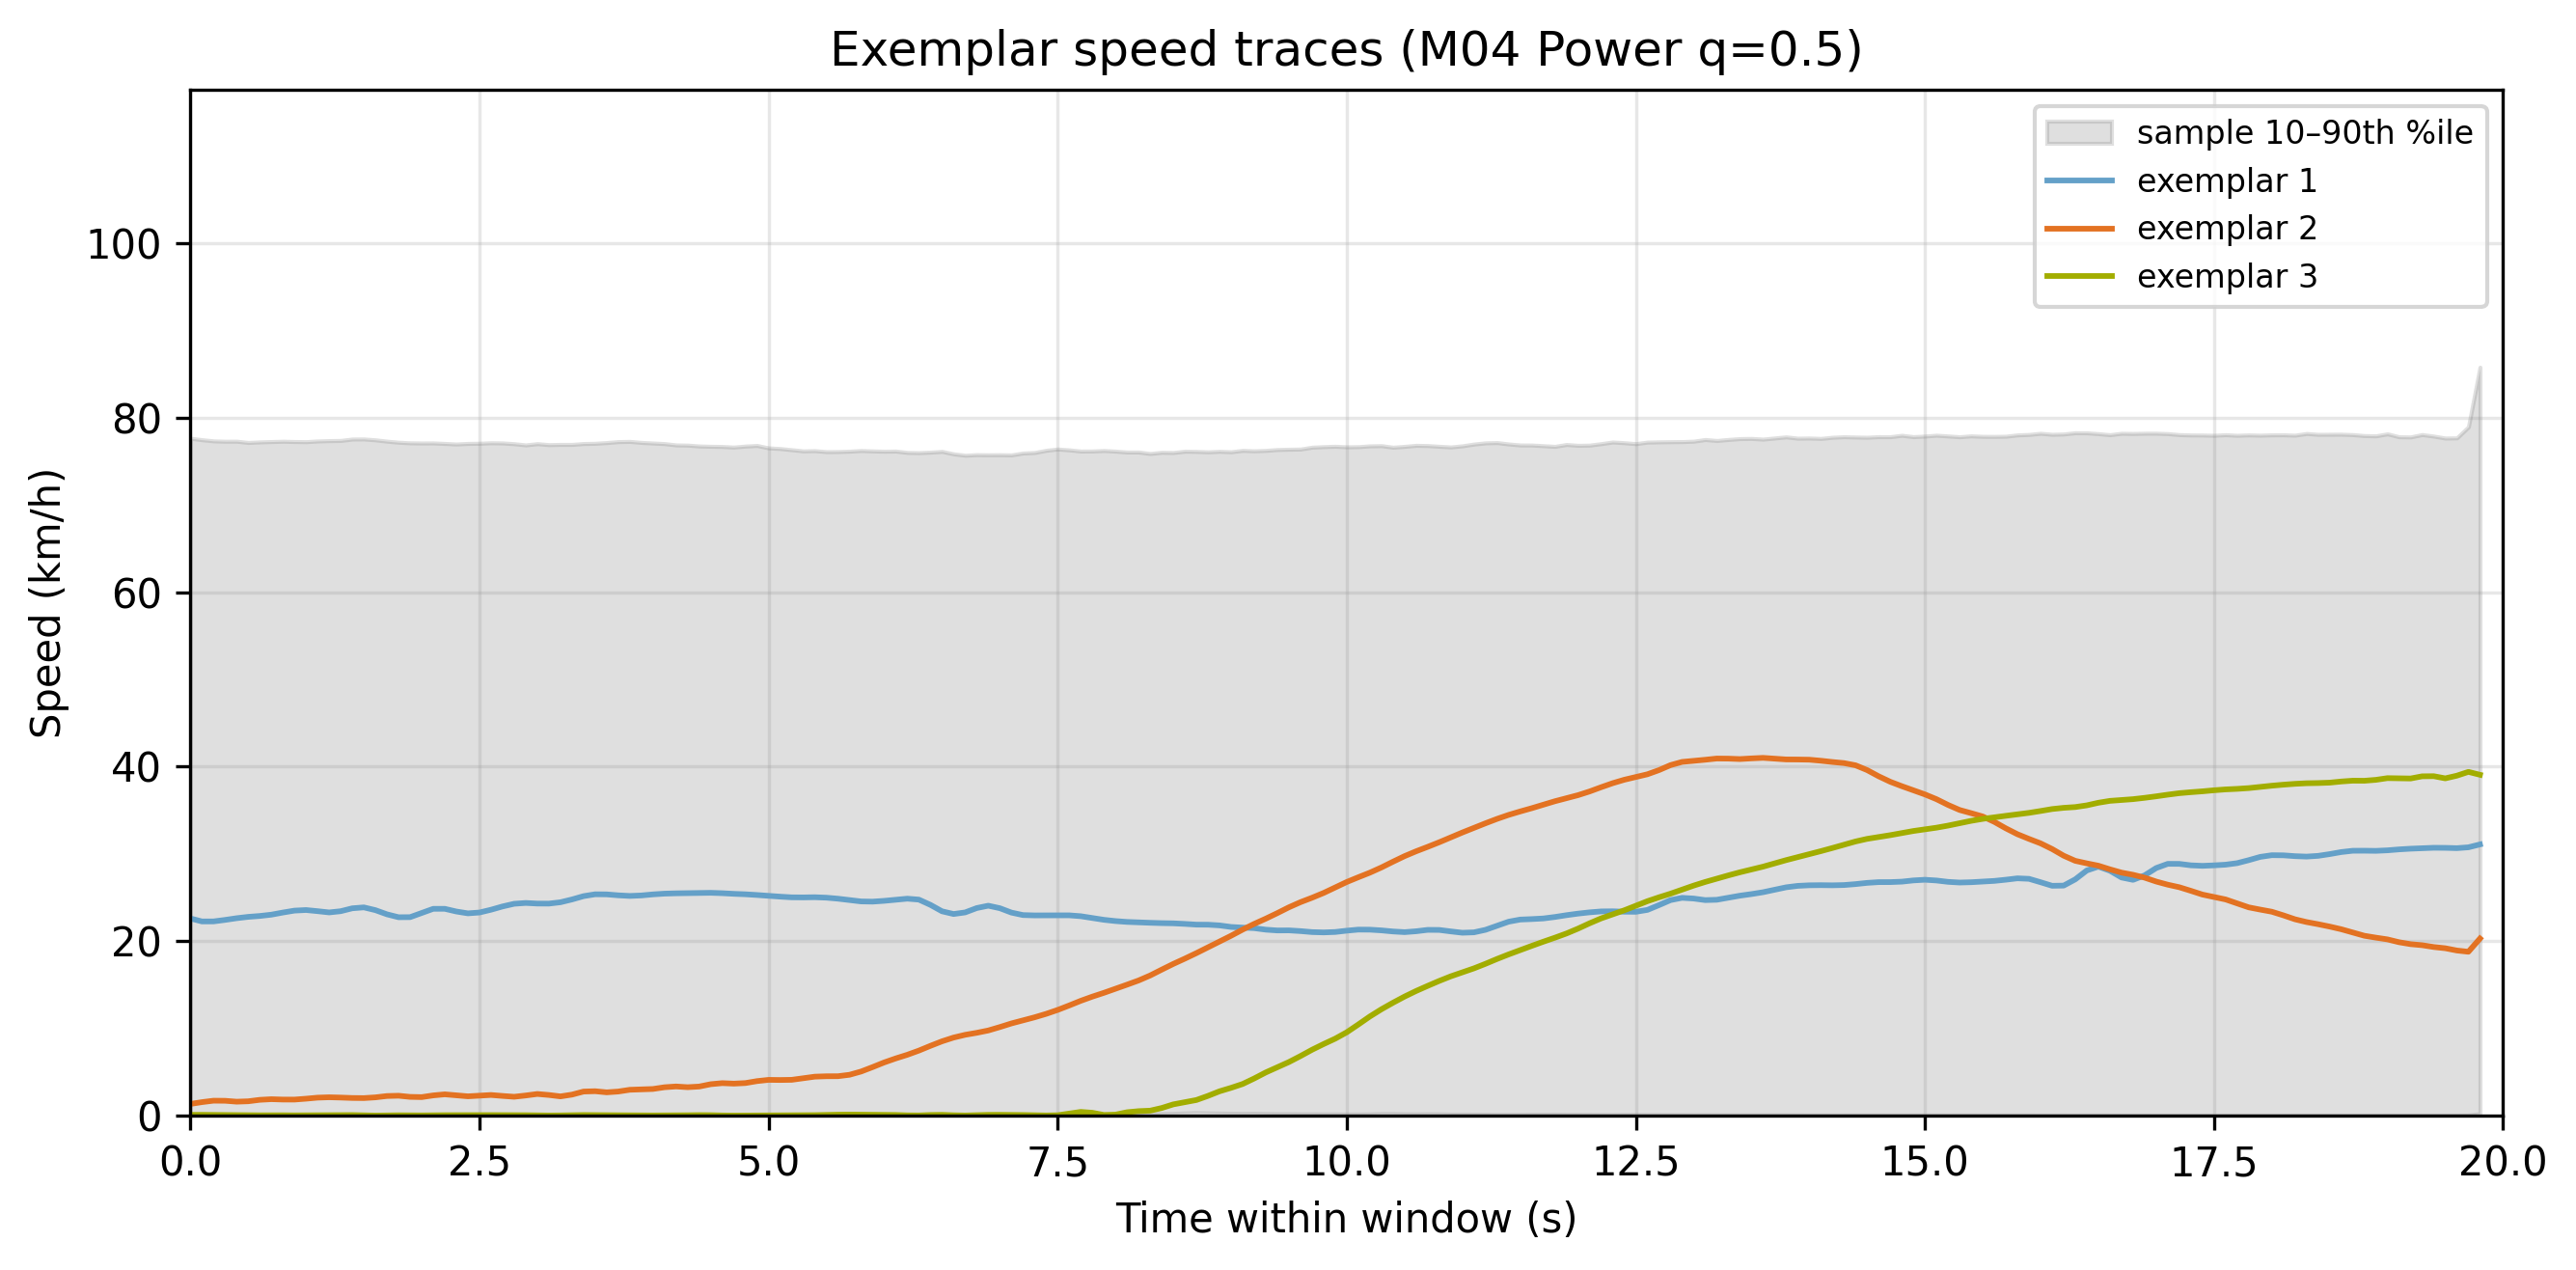 Exemplar speed traces (M04 Power q=0.5)
sample 10–90th %ile
exemplar 1
exemplar 2
exemplar 3
Speed (km/h)
100
80
60
40
20
0
0.0 2.5 5.0 7.5 10.0 12.5 15.0 17.5 20.0
Time within window (s)